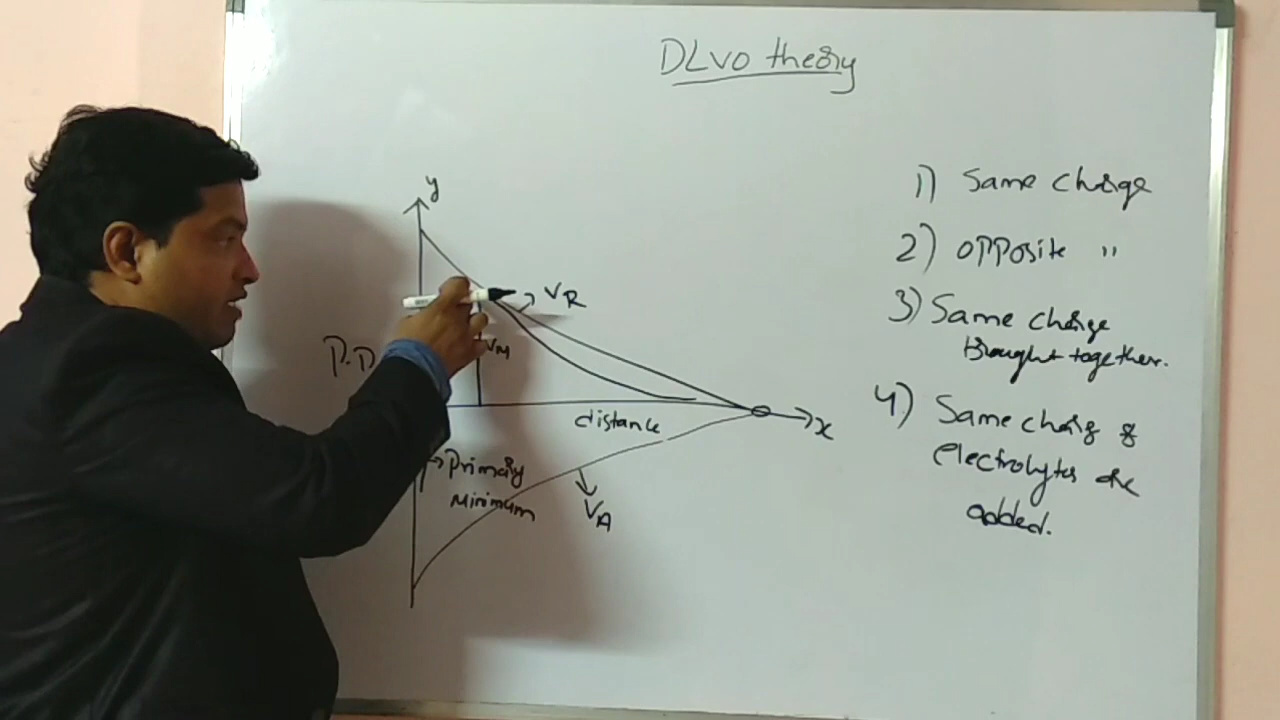 DLVO theory
y
VR
VM
P.D
distance
x
Primary
Minimum
VA
1) Same charge
2) opposite "
3) Same charge
brought together.
4) Same charg &
electrolytes are
added.